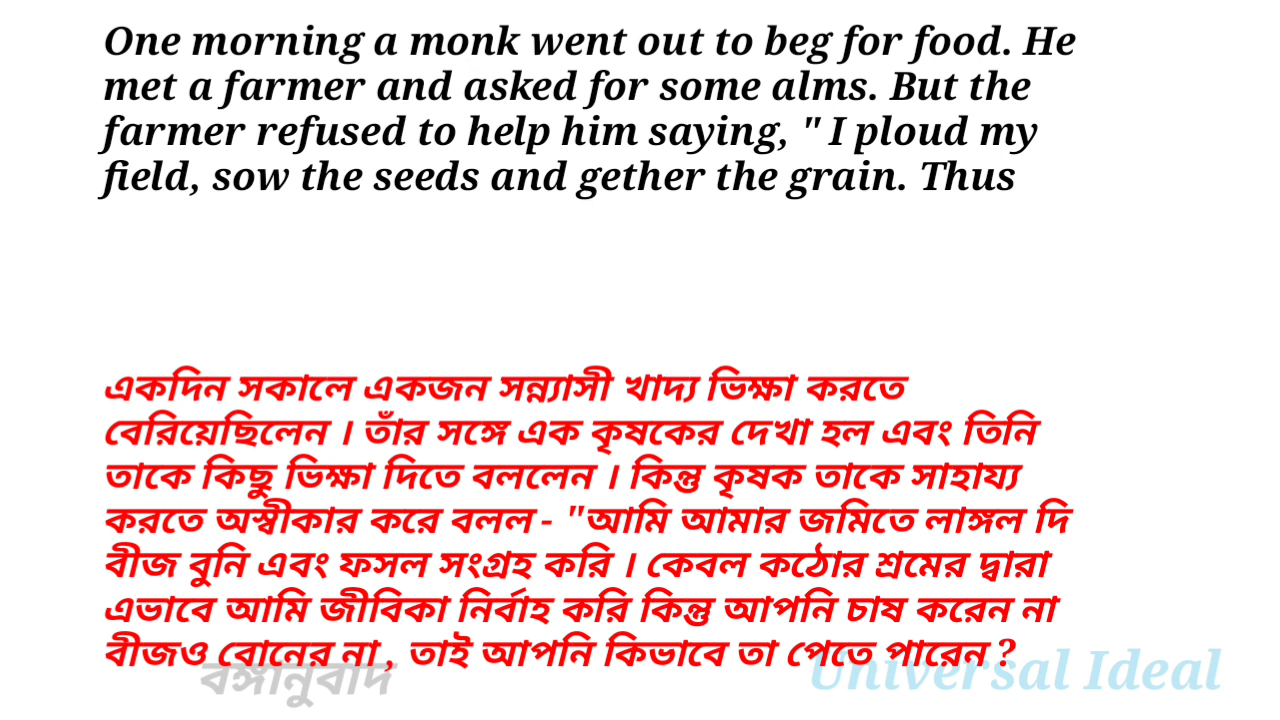 One morning a monk went out to beg for food. He
met a farmer and asked for some alms. But the
farmer refused to help him saying, " I ploud my
field, sow the seeds and gether the grain. Thus
একদিন সকালে একজন সন্ন্যাসী খাদ্য ভিক্ষা করতে
বেরিয়েছিলেন । তাঁর সঙ্গে এক কৃষকের দেখা হল এবং তিনি
তাকে কিছু ভিক্ষা দিতে বললেন । কিন্তু কৃষক তাকে সাহায্য
করতে অস্বীকার করে বলল - "আমি আমার জমিতে লাঙ্গল দি
বীজ বুনি এবং ফসল সংগ্রহ করি । কেবল কঠোর শ্রমের দ্বারা
এভাবে আমি জীবিকা নির্বাহ করি কিন্তু আপনি চাষ করেন না
বীজও বোনের না , তাই আপনি কিভাবে তা পেতে পারেন ?
বঙ্গানুবাদ
Universal Ideal